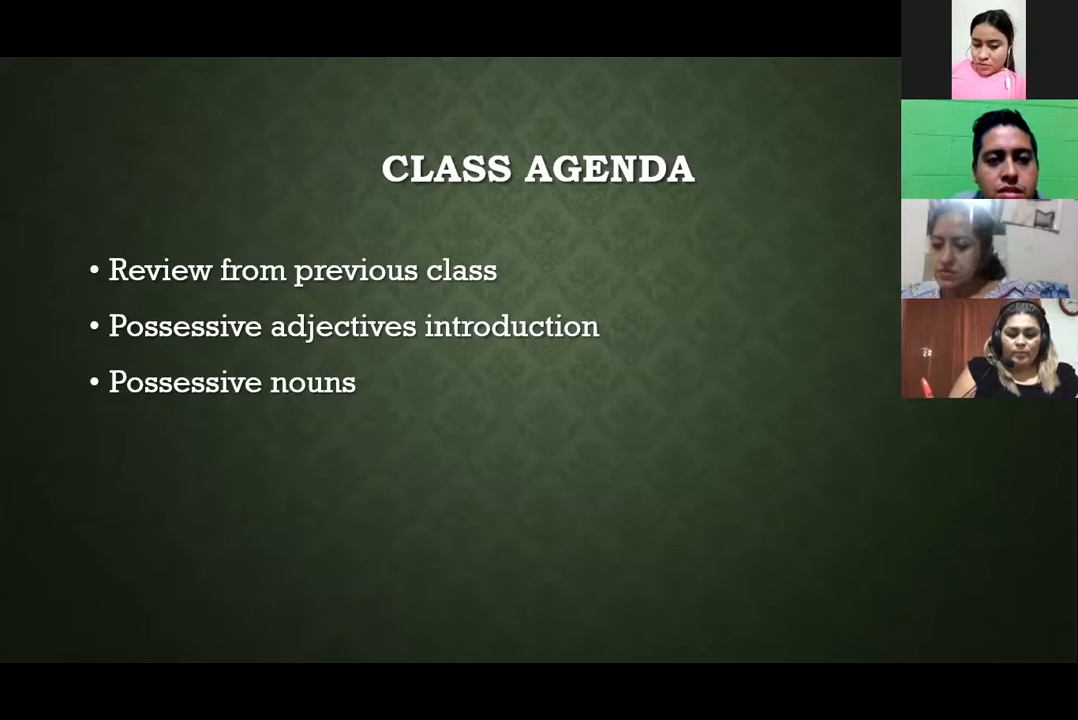 CLASS AGENDA
• Review from previous class
• Possessive adjectives introduction
• Possessive nouns